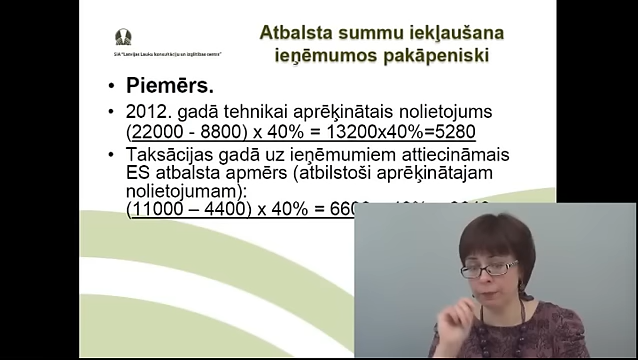 Atbalsta summu iekļaušana
ieņēmumos pakāpeniski
SIA "Latvijas Lauku konsultāciju un izglītības centrs"
• Piemērs.
• 2012. gadā tehnikai aprēķinātais nolietojums
(22000 - 8800) x 40% = 13200x40%=5280
• Taksācijas gadā uz ieņēmumiem attiecināmais
ES atbalsta apmērs (atbilstoši aprēķinātajam
nolietojumam):
(11000 – 4400) x 40% = 660